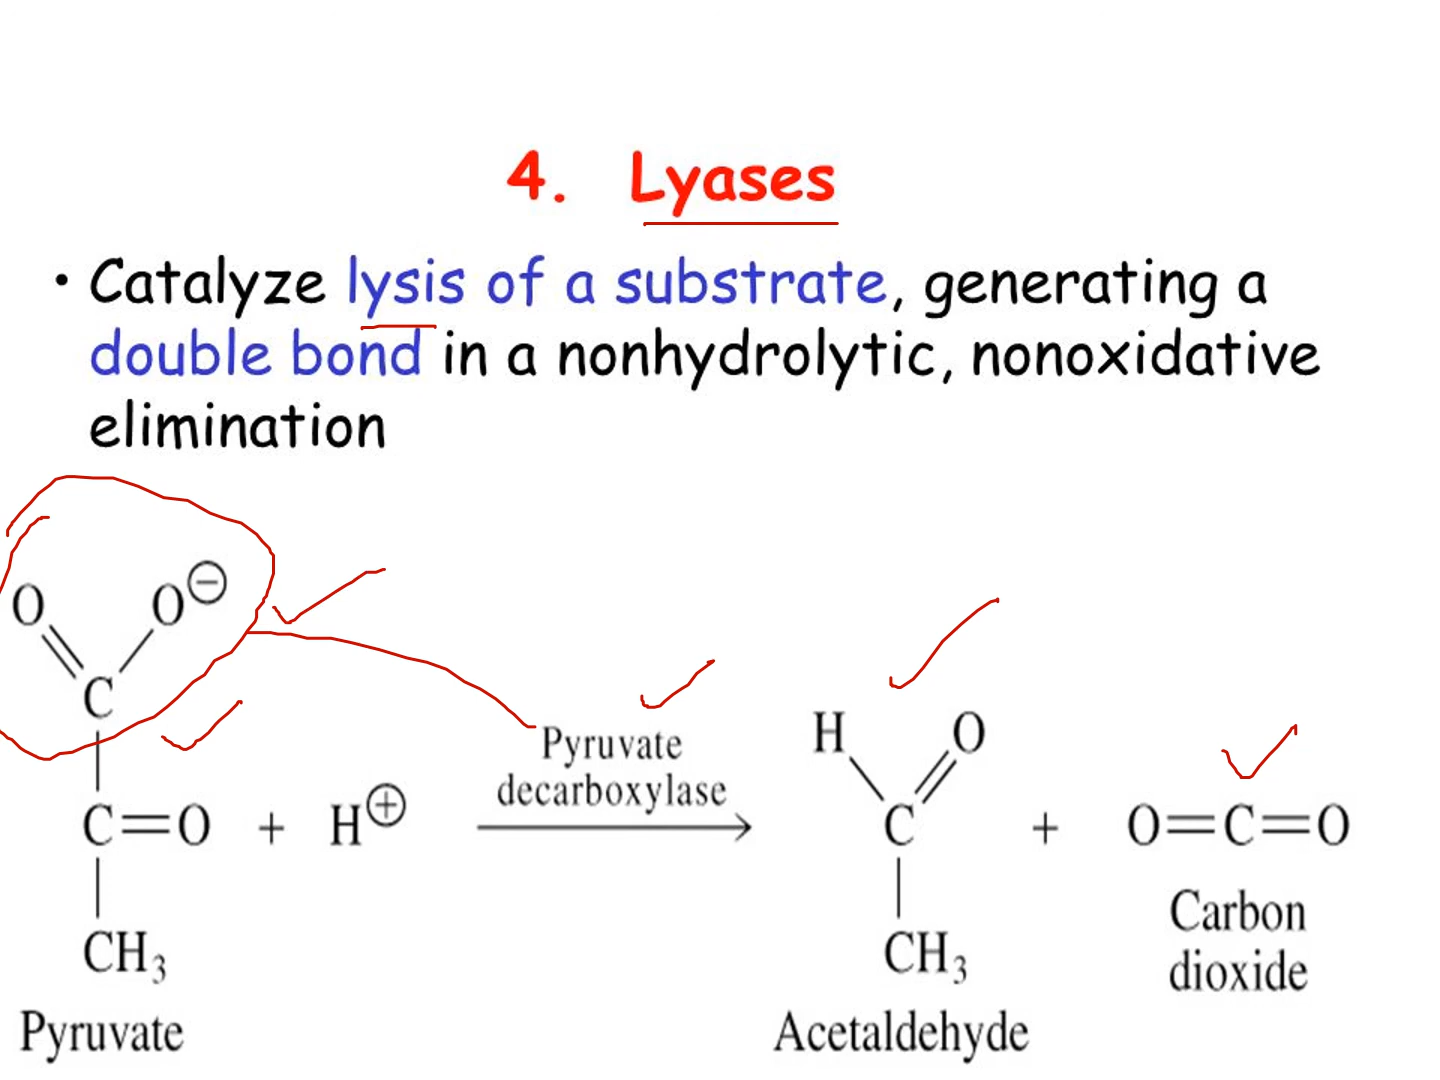 4. Lyases
• Catalyze lysis of a substrate, generating a
double bond in a nonhydrolytic, nonoxidative
elimination
O O⊖
C
C=O + H⊕
CH₃
Pyruvate
Pyruvate
decarboxylase
H O
C
CH₃
Acetaldehyde
+ O=C=O
Carbon
dioxide